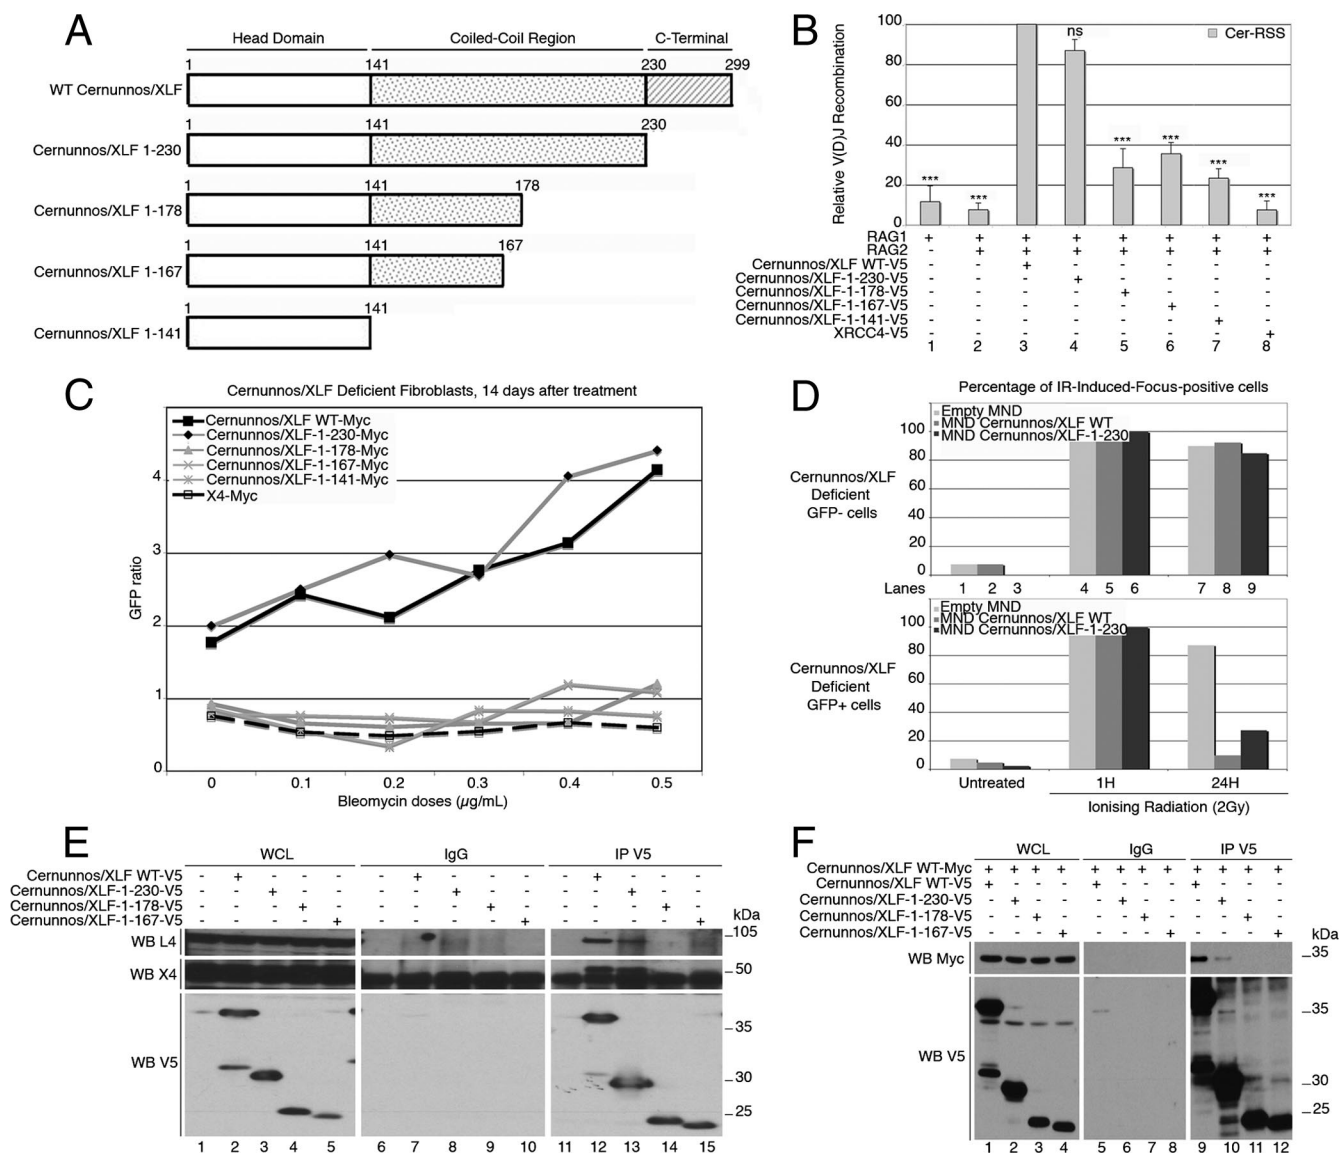 A
Head Domain Coiled-Coil Region C-Terminal
1 141 230 299
WT Cernunnos/XLF
1 141 230
Cernunnos/XLF 1-230
1 141 178
Cernunnos/XLF 1-178
1 141 167
Cernunnos/XLF 1-167
1 141
Cernunnos/XLF 1-141
B
Relative V(D)J Recombination
100
80
60
40
20
0
Cer-RSS
*** *** ns *** *** *** ***
RAG1 + + + + + + + +
RAG2 - + + + + + + +
Cernunnos/XLF WT-V5 - - + - - - - -
Cernunnos/XLF-1-230-V5 - - - + - - - -
Cernunnos/XLF-1-178-V5 - - - - + - - -
Cernunnos/XLF-1-167-V5 - - - - - + - -
Cernunnos/XLF-1-141-V5 - - - - - - + -
XRCC4-V5 - - - - - - - +
1 2 3 4 5 6 7 8
C
Cernunnos/XLF Deficient Fibroblasts, 14 days after treatment
Cernunnos/XLF WT-Myc
Cernunnos/XLF-1-230-Myc
Cernunnos/XLF-1-178-Myc
Cernunnos/XLF-1-167-Myc
Cernunnos/XLF-1-141-Myc
X4-Myc
GFP ratio
4
3
2
1
0
0 0.1 0.2 0.3 0.4 0.5
Bleomycin doses (µg/mL)
D
Percentage of IR-Induced-Focus-positive cells
Empty MND
MND Cernunnos/XLF WT
MND Cernunnos/XLF-1-230
100
80
60
40
20
0
Cernunnos/XLF
Deficient
GFP- cells
Lanes 1 2 3 4 5 6 7 8 9
Empty MND
MND Cernunnos/XLF WT
MND Cernunnos/XLF-1-230
100
80
60
40
20
0
Cernunnos/XLF
Deficient
GFP+ cells
Untreated 1H 24H
Ionising Radiation (2Gy)
E
WCL IgG IP V5
Cernunnos/XLF WT-V5 - + - - - - + - - - - + - - -
Cernunnos/XLF-1-230-V5 - - + - - - - + - - - - + - -
Cernunnos/XLF-1-178-V5 - - - + - - - - + - - - - + -
Cernunnos/XLF-1-167-V5 - - - - + - - - - + - - - - +
kDa
WB L4 105
WB X4 50
WB V5
35
30
25
1 2 3 4 5 6 7 8 9 10 11 12 13 14 15
F
WCL IgG IP V5
Cernunnos/XLF WT-Myc + + + + + + + + + + + +
Cernunnos/XLF WT-V5 + - - - + - - - + - - -
Cernunnos/XLF-1-230-V5 - + - - - + - - - + - -
Cernunnos/XLF-1-178-V5 - - + - - - + - - - + -
Cernunnos/XLF-1-167-V5 - - - + - - - + - - - +
kDa
WB Myc 35
WB V5
35
30
25
1 2 3 4 5 6 7 8 9 10 11 12